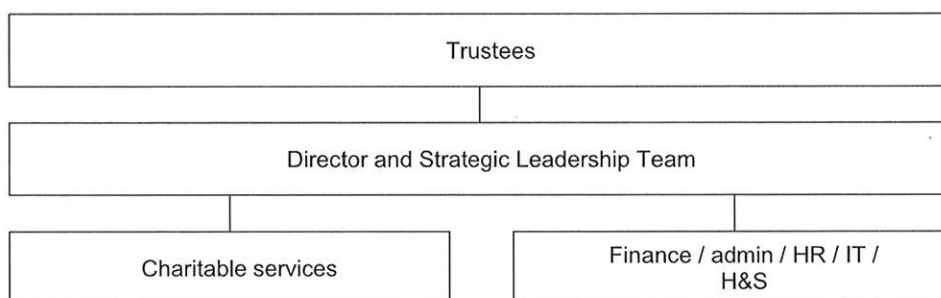 Trustees
Director and Strategic Leadership Team
Charitable services
Finance / admin / HR / IT /
H&S